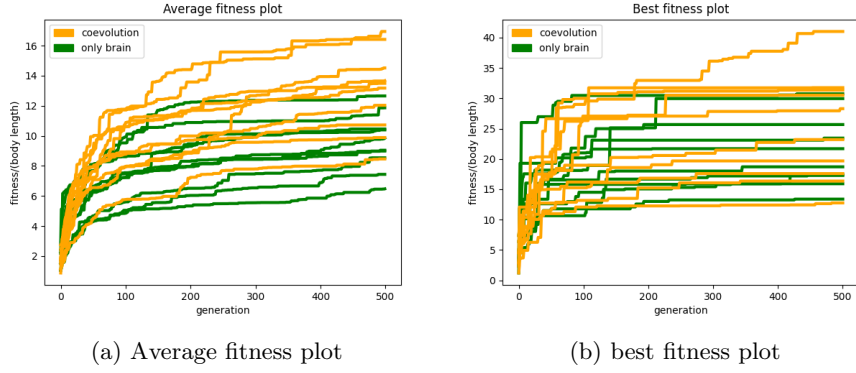 Average fitness plot
coevolution
only brain
fitness/(body length)
16
14
12
10
8
6
4
2
0 100 200 300 400 500
generation
(a) Average fitness plot
Best fitness plot
coevolution
only brain
fitness/(body length)
40
35
30
25
20
15
10
5
0
0 100 200 300 400 500
generation
(b) best fitness plot